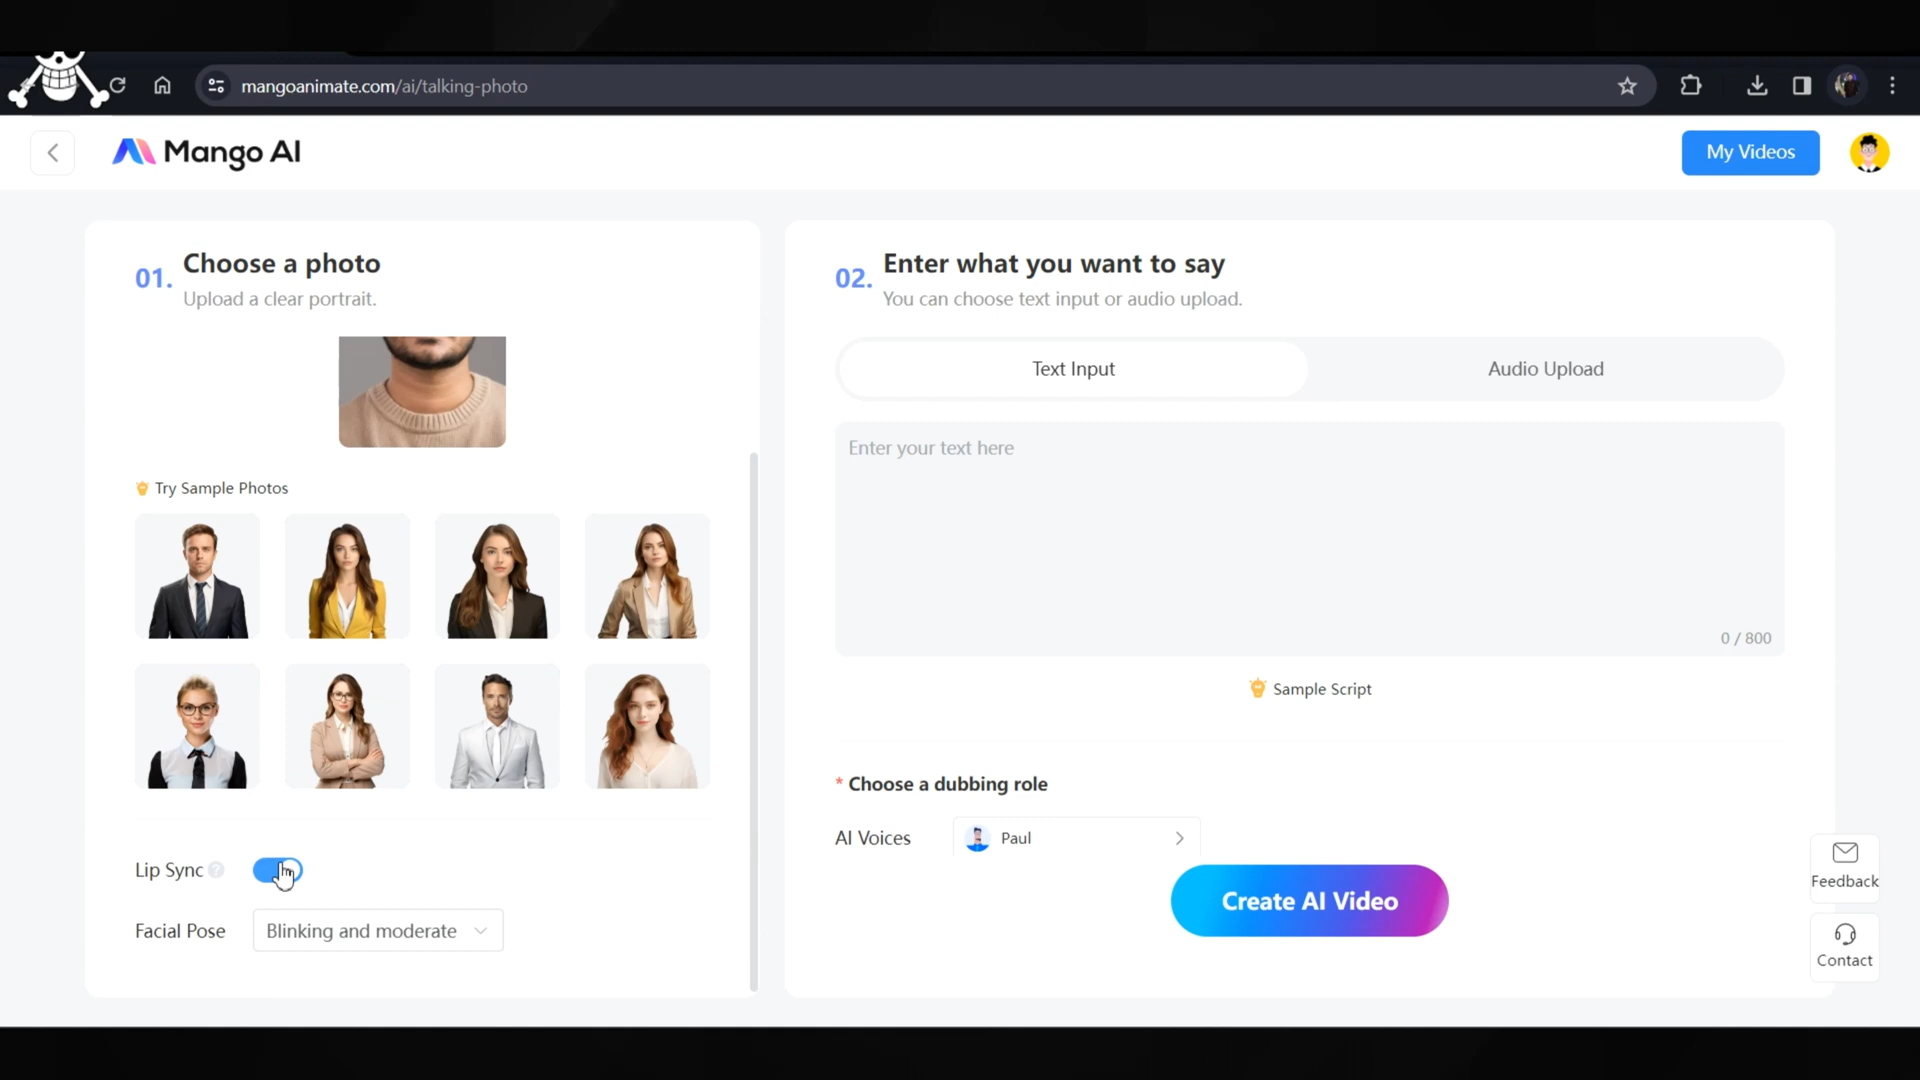 mangoanimate.com/ai/talking-photo
Mango AI
My Videos
01.
Choose a photo
Upload a clear portrait.
Try Sample Photos
Lip Sync
?
Facial Pose
Blinking and moderate
02.
Enter what you want to say
You can choose text input or audio upload.
Text Input
Audio Upload
Enter your text here
0 / 800
Sample Script
* Choose a dubbing role
AI Voices
Paul
Create AI Video
Feedback
Contact